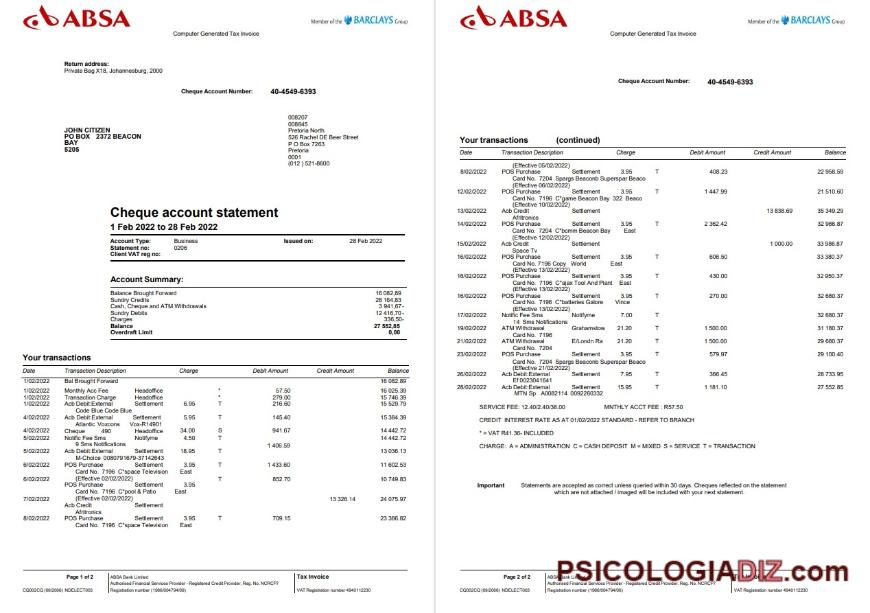 ABSA
Member of the BARCLAYS Group
Computer Generated Tax Invoice
Return address:
Private Bag X18, Johannesburg, 2000
Cheque Account Number: 40-4549-6393
008207
008645
Pretoria North
526 Rachel DE Beer Street
P O Box 7263
Pretoria
0001
(012 ) 521-8600
JOHN CITIZEN
PO BOX 2372 BEACON
BAY
5205
Cheque account statement
1 Feb 2022 to 28 Feb 2022
Account Type: Business Issued on: 28 Feb 2022
Statement no: 0206
Client VAT reg no:
Account Summary:
Balance Brought Forward 16 082,89
Sundry Credits 28 164,83
Cash, Cheque and ATM Withdrawals 3 941,67-
Sundry Debits 12 416,70-
Charges 336,50-
Balance 27 552,85
Overdraft Limit 0,00
Your transactions
Date Transaction Description Charge Debit Amount Credit Amount Balance
1/02/2022 Bal Brought Forward 16 082.89
1/02/2022 Monthly Acc Fee Headoffice * 57.50 16 025.39
1/02/2022 Transaction Charge Headoffice * 279.00 15 746.39
1/02/2022 Acb Debit:External Settlement 6.95 T 216.60 15 529.79
Code Blue Code Blue
4/02/2022 Acb Debit:External Settlement 5.95 T 145.40 15 384.39
Atlantic Voxcons Vox-R14901
4/02/2022 Cheque 490 Headoffice 34.00 S 941.67 14 442.72
5/02/2022 Notific Fee Sms Notifyme 4.50 T 14 442.72
9 Sms Notifications 1 406.59
5/02/2022 Acb Debit:External Settlement 18.95 T 13 036.13
M-Choice 0080791679-37142643
6/02/2022 POS Purchase Settlement 3.95 T 1 433.60 11 602.53
Card No. 7196 C*space Television East
6/02/2022 (Effective 02/02/2022) 852.70 10 749.83
POS Purchase Settlement 3.95 T
Card No. 7196 C*pool & Patio East
7/02/2022 (Effective 02/02/2022) 13 326.14 24 075.97
Acb Credit Settlement
Afritronics
8/02/2022 POS Purchase Settlement 3.95 T 709.15 23 366.82
Card No. 7196 C*space Television East
Page 1 of 2
ABSA Bank Limited
Authorised Financial Services Provider - Registered Credit Provider, Reg. No. NCRCP7
Registration number (1986/004794/06)
Tax Invoice
VAT Registration number 4940112230
CQ002CQ (09/2006) NDELECT003
ABSA
Member of the BARCLAYS Group
Computer Generated Tax Invoice
Cheque Account Number: 40-4549-6393
Your transactions (continued)
Date Transaction Description Charge Debit Amount Credit Amount Balance
(Effective 05/02/2022)
8/02/2022 POS Purchase Settlement 3.95 T 408.23 22 958.59
Card No. 7204 Spargs Beaconb Superspar Beaco
(Effective 06/02/2022)
12/02/2022 POS Purchase Settlement 3.95 T 1 447.99 21 510.60
Card No. 7196 C*game Beacon Bay 322 Beaco
(Effective 10/02/2022)
13/02/2022 Acb Credit Settlement 13 838.69 35 349.29
Afritronics
14/02/2022 POS Purchase Settlement 3.95 T 2 362.42 32 986.87
Card No. 7204 C*bcmm Beacon Bay East
(Effective 12/02/2022)
15/02/2022 Acb Credit Settlement 1 000.00 33 986.87
Space Tv
16/02/2022 POS Purchase Settlement 3.95 T 606.50 33 380.37
Card No. 7196 Copy World East
(Effective 13/02/2022)
16/02/2022 POS Purchase Settlement 3.95 T 430.00 32 950.37
Card No. 7196 C*ajax Tool And Plant East
(Effective 13/02/2022)
16/02/2022 POS Purchase Settlement 3.95 T 270.00 32 680.37
Card No. 7196 C*batteries Galore Vince
(Effective 13/02/2022)
17/02/2022 Notific Fee Sms Notifyme 7.00 T 32 680.37
14 Sms Notifications
19/02/2022 ATM Withdrawal Grahamstow 21.20 T 1 500.00 31 180.37
Card No. 7196
21/02/2022 ATM Withdrawal E/Londn Ra 21.20 T 1 500.00 29 680.37
Card No. 7204
23/02/2022 POS Purchase Settlement 3.95 T 579.97 29 100.40
Card No. 7204 Spargs Beaconb Superspar Beaco
(Effective 21/02/2022)
26/02/2022 Acb Debit:External Settlement 7.95 T 366.45 28 733.95
Ef0023041641
28/02/2022 Acb Debit:External Settlement 15.95 T 1 181.10 27 552.85
MTN Sp A0082114 0092260332
SERVICE FEE: 12.40/2.40/38.00 MNTHLY ACCT FEE : R57.50
CREDIT INTEREST RATE AS AT 01/02/2022 STANDARD - REFER TO BRANCH
* = VAT R41.36- INCLUDED
CHARGE: A = ADMINISTRATION C = CASH DEPOSIT M = MIXED S = SERVICE T = TRANSACTION
Important Statements are accepted as correct unless queried within 30 days. Cheques reflected on the statement
which are not attached / imaged will be included with your next statement.
Page 2 of 2
ABSA Bank Limited
Authorised Financial Services Provider - Registered Credit Provider, Reg. No. NCRCP7
Registration number (1986/004794/06)
VAT Registration number 4940112230
CQ002CQ (09/2006) NDELECT003
PSICOLOGIADIZ.com